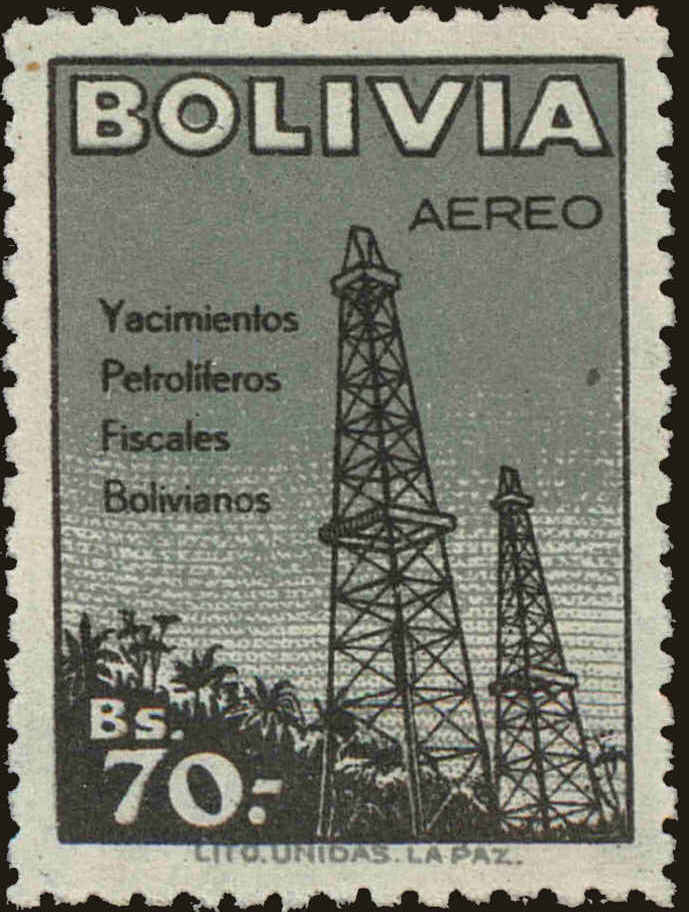 BOLIVIA
AEREO
Yacimientos
Petrolíferos
Fiscales
Bolivianos
Bs.
70.-
LITO. UNIDAS. LA PAZ.